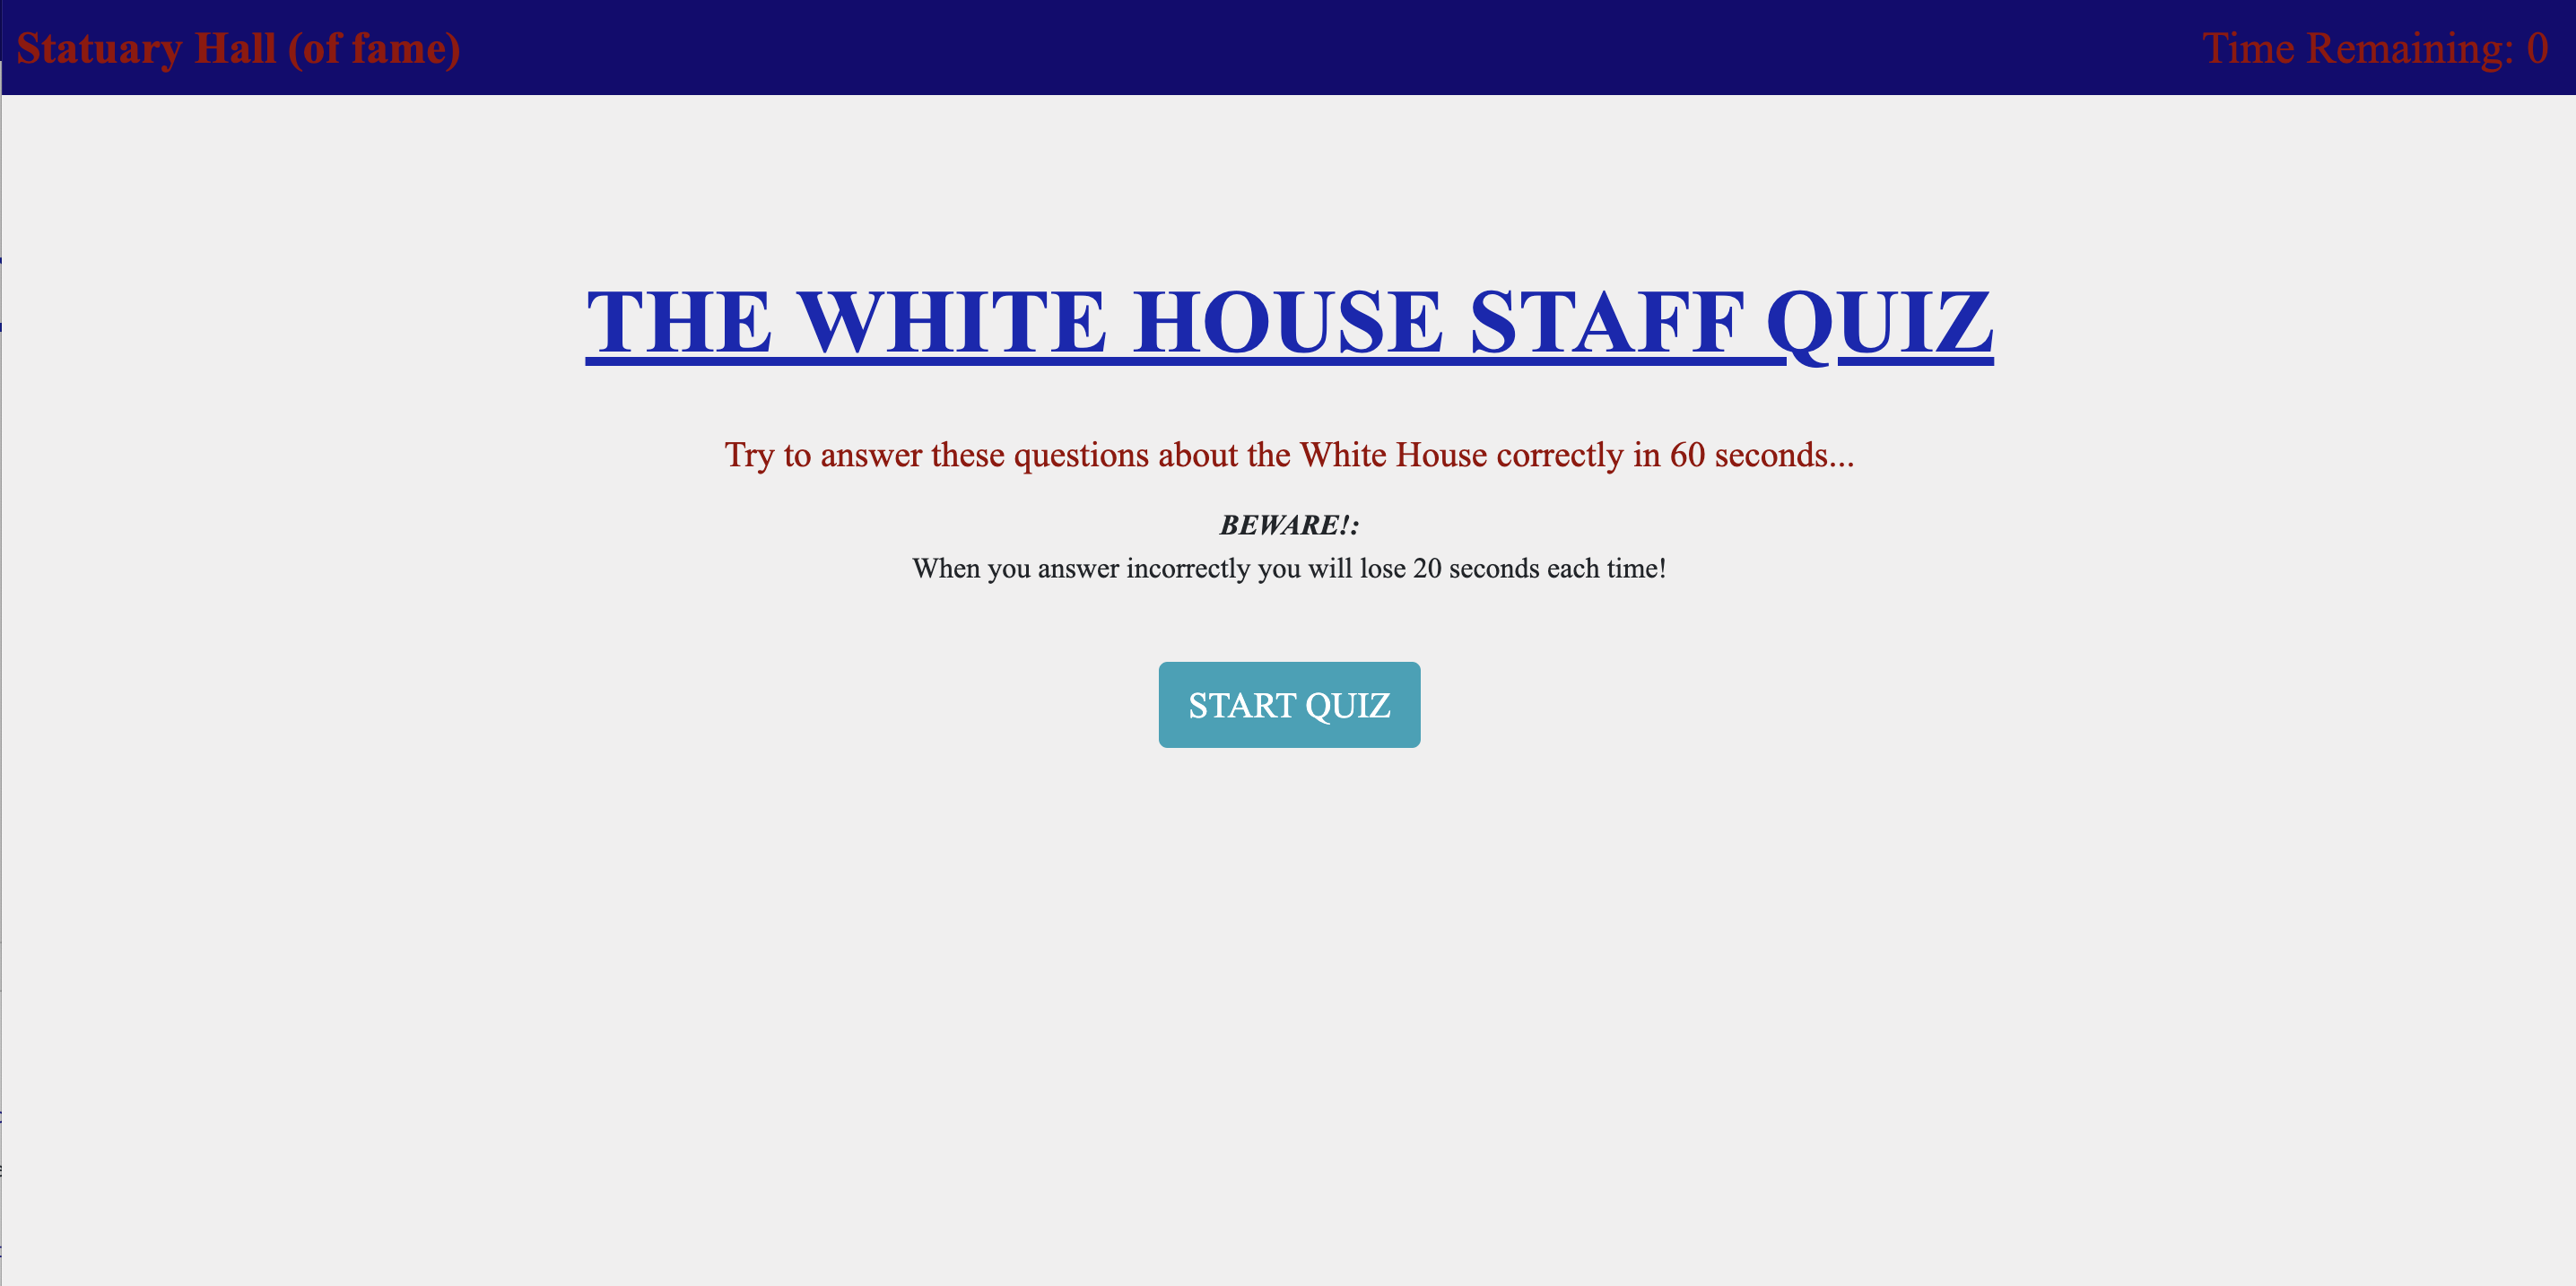 Statuary Hall (of fame)
Time Remaining: 0
THE WHITE HOUSE STAFF QUIZ
Try to answer these questions about the White House correctly in 60 seconds...
BEWARE!:
When you answer incorrectly you will lose 20 seconds each time!
START QUIZ